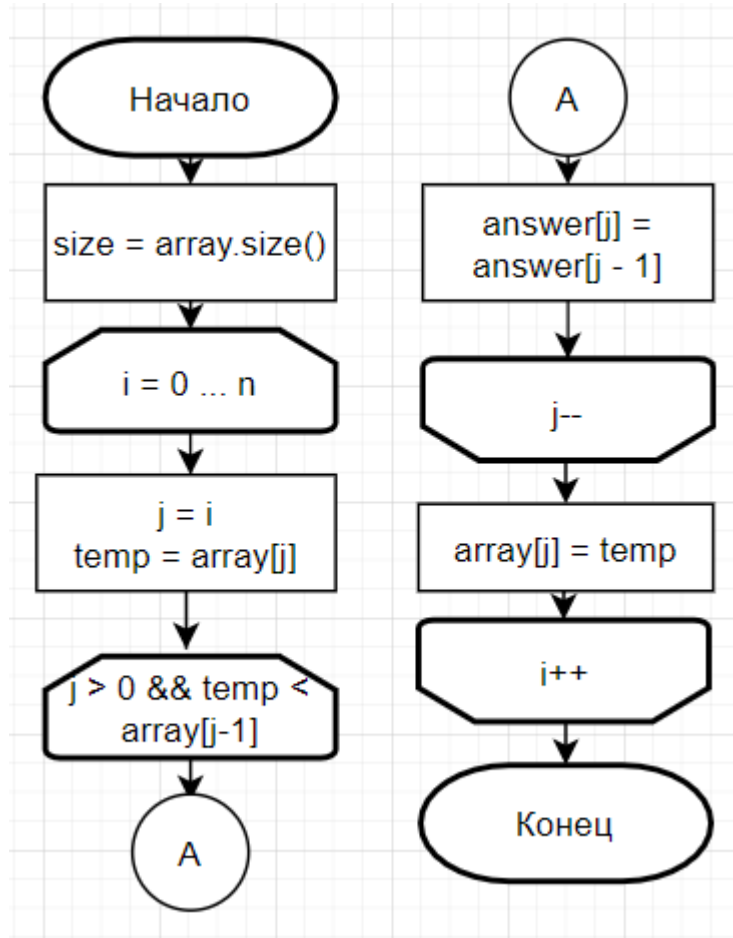 Начало
size = array.size()
i = 0 ... n
j = i
temp = array[j]
j > 0 && temp <
array[j-1]
A
A
answer[j] =
answer[j - 1]
j--
array[j] = temp
i++
Конец